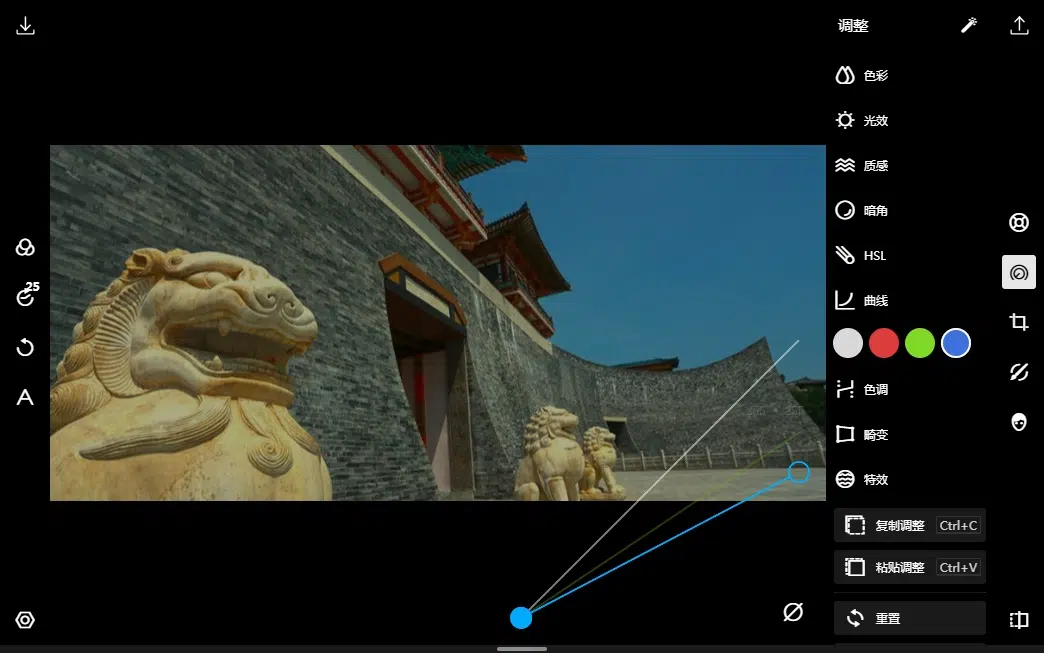 调整
色彩
光效
质感
暗角
HSL
曲线
25
A
色调
畸变
特效
复制调整 Ctrl+C
粘贴调整 Ctrl+V
重置